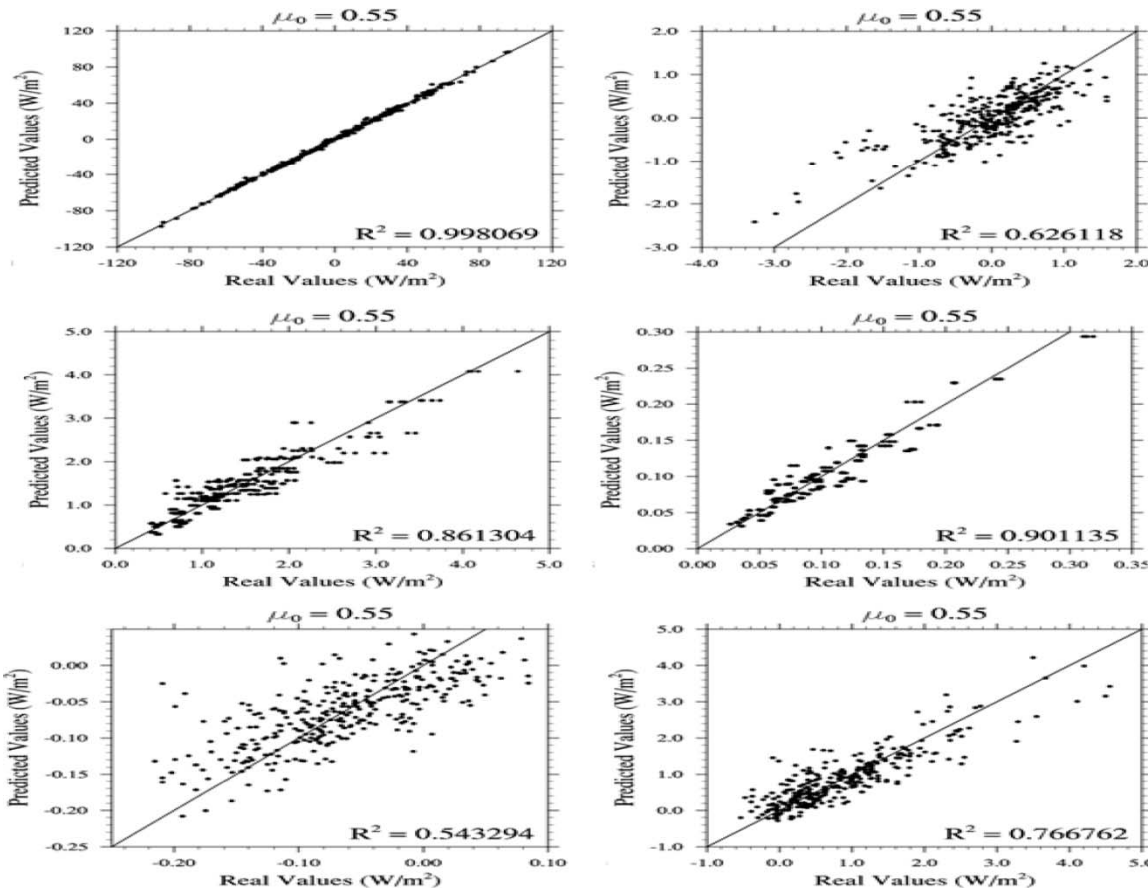 μ₀ = 0.55
120
80
40
0
-40
-80
-120
Predicted Values (W/m²)
R² = 0.998069
-120 -80 -40 0 40 80 120
Real Values (W/m²)
μ₀ = 0.55
2.0
1.0
0.0
-1.0
-2.0
-3.0
Predicted Values (W/m²)
R² = 0.626118
-4.0 -3.0 -2.0 -1.0 0.0 1.0 2.0
Real Values (W/m²)
μ₀ = 0.55
5.0
4.0
3.0
2.0
1.0
0.0
Predicted Values (W/m²)
R² = 0.861304
0.0 1.0 2.0 3.0 4.0 5.0
Real Values (W/m²)
μ₀ = 0.55
0.30
0.25
0.20
0.15
0.10
0.05
0.00
Predicted Values (W/m²)
R² = 0.901135
0.00 0.05 0.10 0.15 0.20 0.25 0.30 0.35
Real Values (W/m²)
μ₀ = 0.55
0.00
-0.05
-0.10
-0.15
-0.20
-0.25
Predicted Values (W/m²)
R² = 0.543294
-0.20 -0.10 0.00 0.10
Real Values (W/m²)
μ₀ = 0.55
5.0
4.0
3.0
2.0
1.0
0.0
-1.0
Predicted Values (W/m²)
R² = 0.766762
-1.0 0.0 1.0 2.0 3.0 4.0 5.0
Real Values (W/m²)